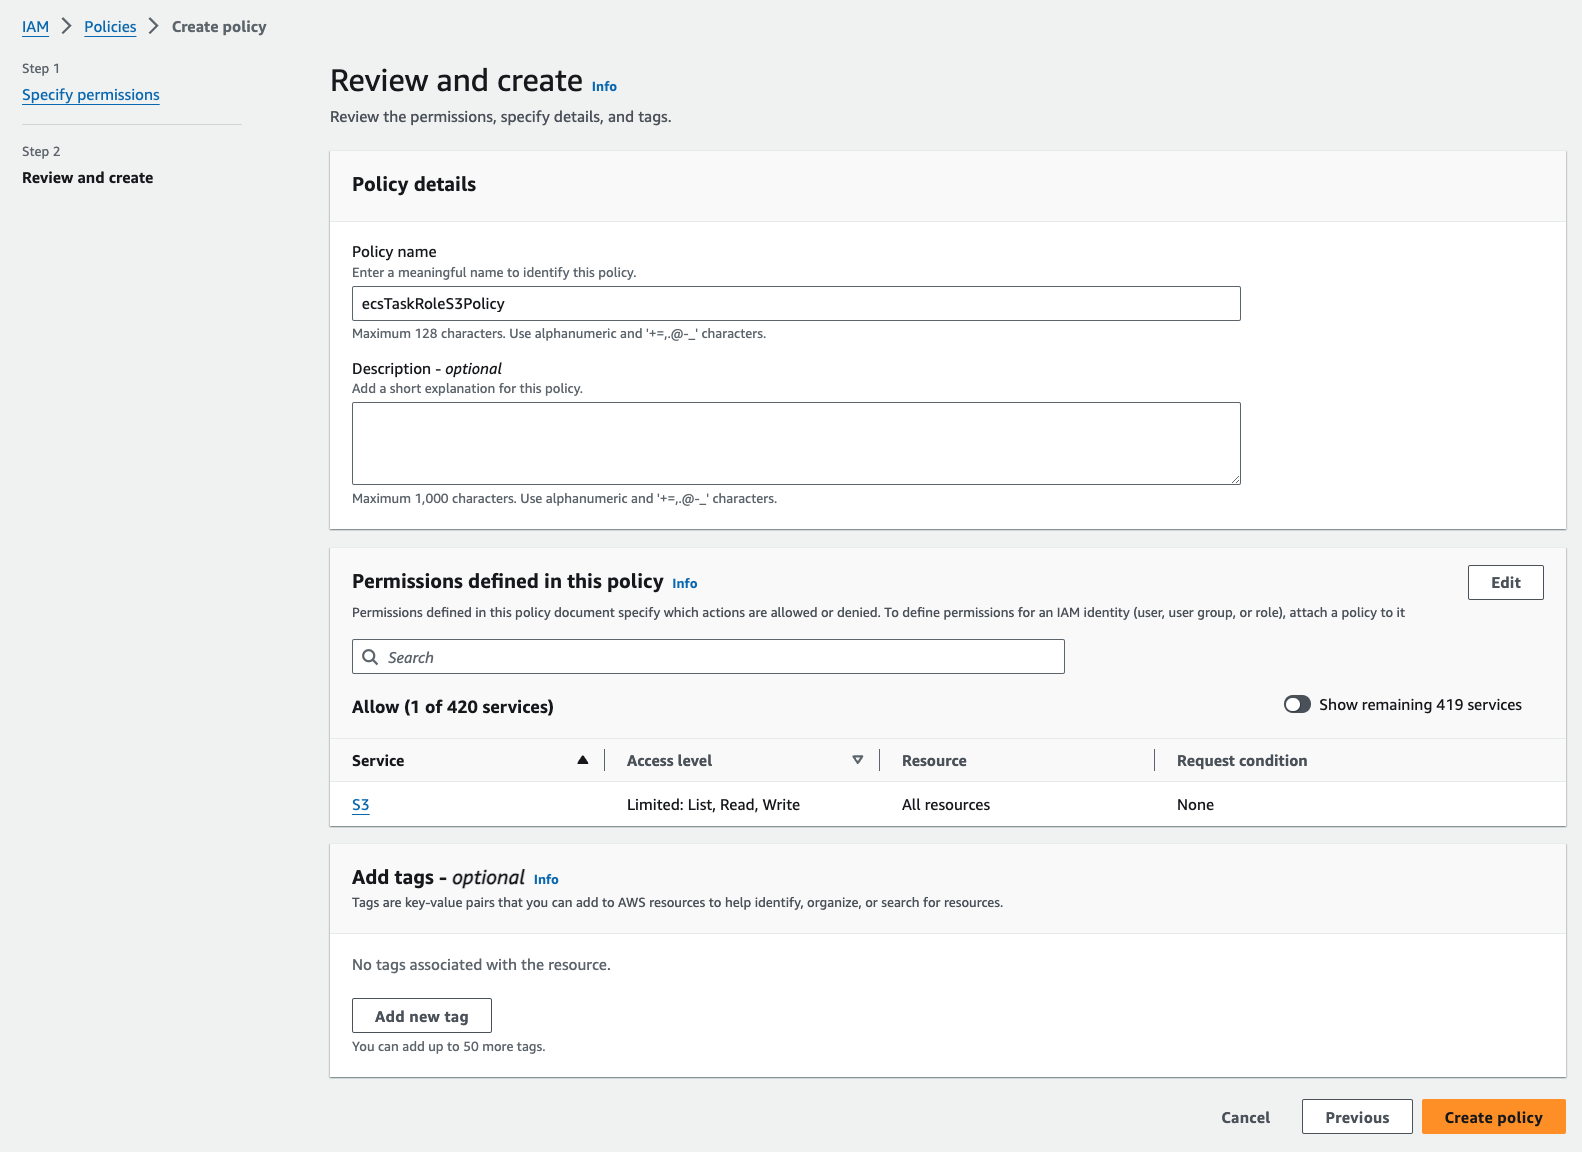 IAM > Policies > Create policy
Step 1
Specify permissions
Step 2
Review and create
Review and create Info
Review the permissions, specify details, and tags.
Policy details
Policy name
Enter a meaningful name to identify this policy.
ecsTaskRoleS3Policy
Maximum 128 characters. Use alphanumeric and '+=,.@-_' characters.
Description - optional
Add a short explanation for this policy.
Maximum 1,000 characters. Use alphanumeric and '+=,.@-_' characters.
Permissions defined in this policy Info
Edit
Permissions defined in this policy document specify which actions are allowed or denied. To define permissions for an IAM identity (user, user group, or role), attach a policy to it
Search
Allow (1 of 420 services)
Show remaining 419 services
Service Access level Resource Request condition
S3 Limited: List, Read, Write All resources None
Add tags - optional Info
Tags are key-value pairs that you can add to AWS resources to help identify, organize, or search for resources.
No tags associated with the resource.
Add new tag
You can add up to 50 more tags.
Cancel Previous Create policy